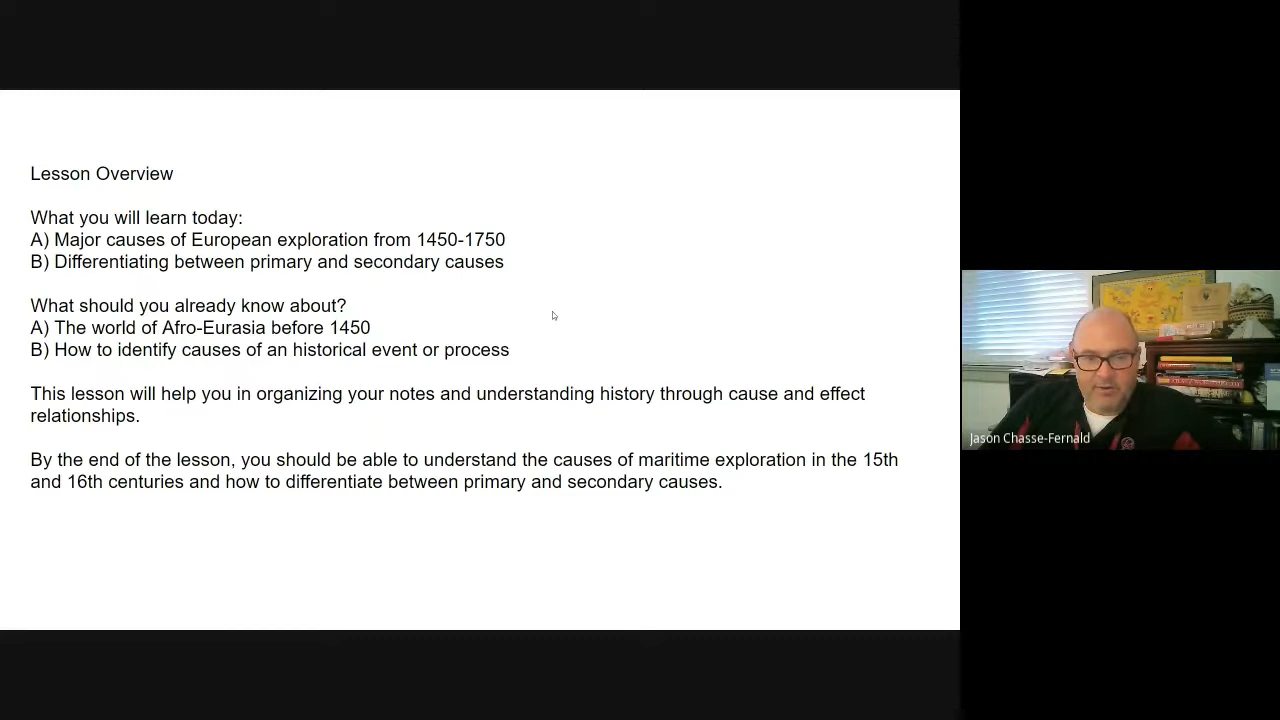 Lesson Overview
What you will learn today:
A) Major causes of European exploration from 1450-1750
B) Differentiating between primary and secondary causes
What should you already know about?
A) The world of Afro-Eurasia before 1450
B) How to identify causes of an historical event or process
This lesson will help you in organizing your notes and understanding history through cause and effect
relationships.
By the end of the lesson, you should be able to understand the causes of maritime exploration in the 15th
and 16th centuries and how to differentiate between primary and secondary causes.
Jason Chasse-Fernald